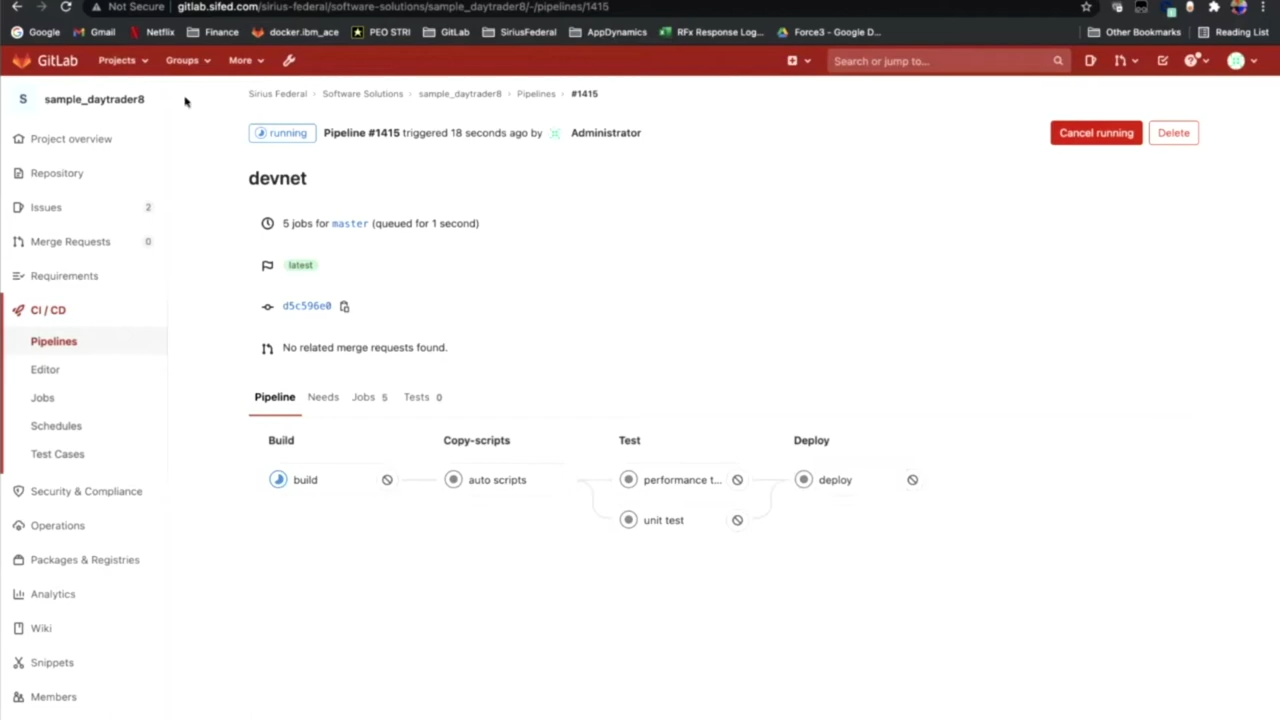 Not Secure gitlab.sifed.com/sirius-federal/software-solutions/sample_daytrader8/-/pipelines/1415
Google Gmail Netflix Finance docker.ibm_ace PEO STRI GitLab SiriusFederal AppDynamics RFx Response Log... Force3 - Google D... Other Bookmarks Reading List
GitLab Projects Groups More Search or jump to...
S sample_daytrader8
Project overview
Repository
Issues 2
Merge Requests 0
Requirements
CI / CD
Pipelines
Editor
Jobs
Schedules
Test Cases
Security & Compliance
Operations
Packages & Registries
Analytics
Wiki
Snippets
Members
Sirius Federal › Software Solutions › sample_daytrader8 › Pipelines › #1415
running Pipeline #1415 triggered 18 seconds ago by Administrator Cancel running Delete
devnet
5 jobs for master (queued for 1 second)
latest
d5c596e0
No related merge requests found.
Pipeline Needs Jobs 5 Tests 0
Build Copy-scripts Test Deploy
build auto scripts performance t... deploy
unit test